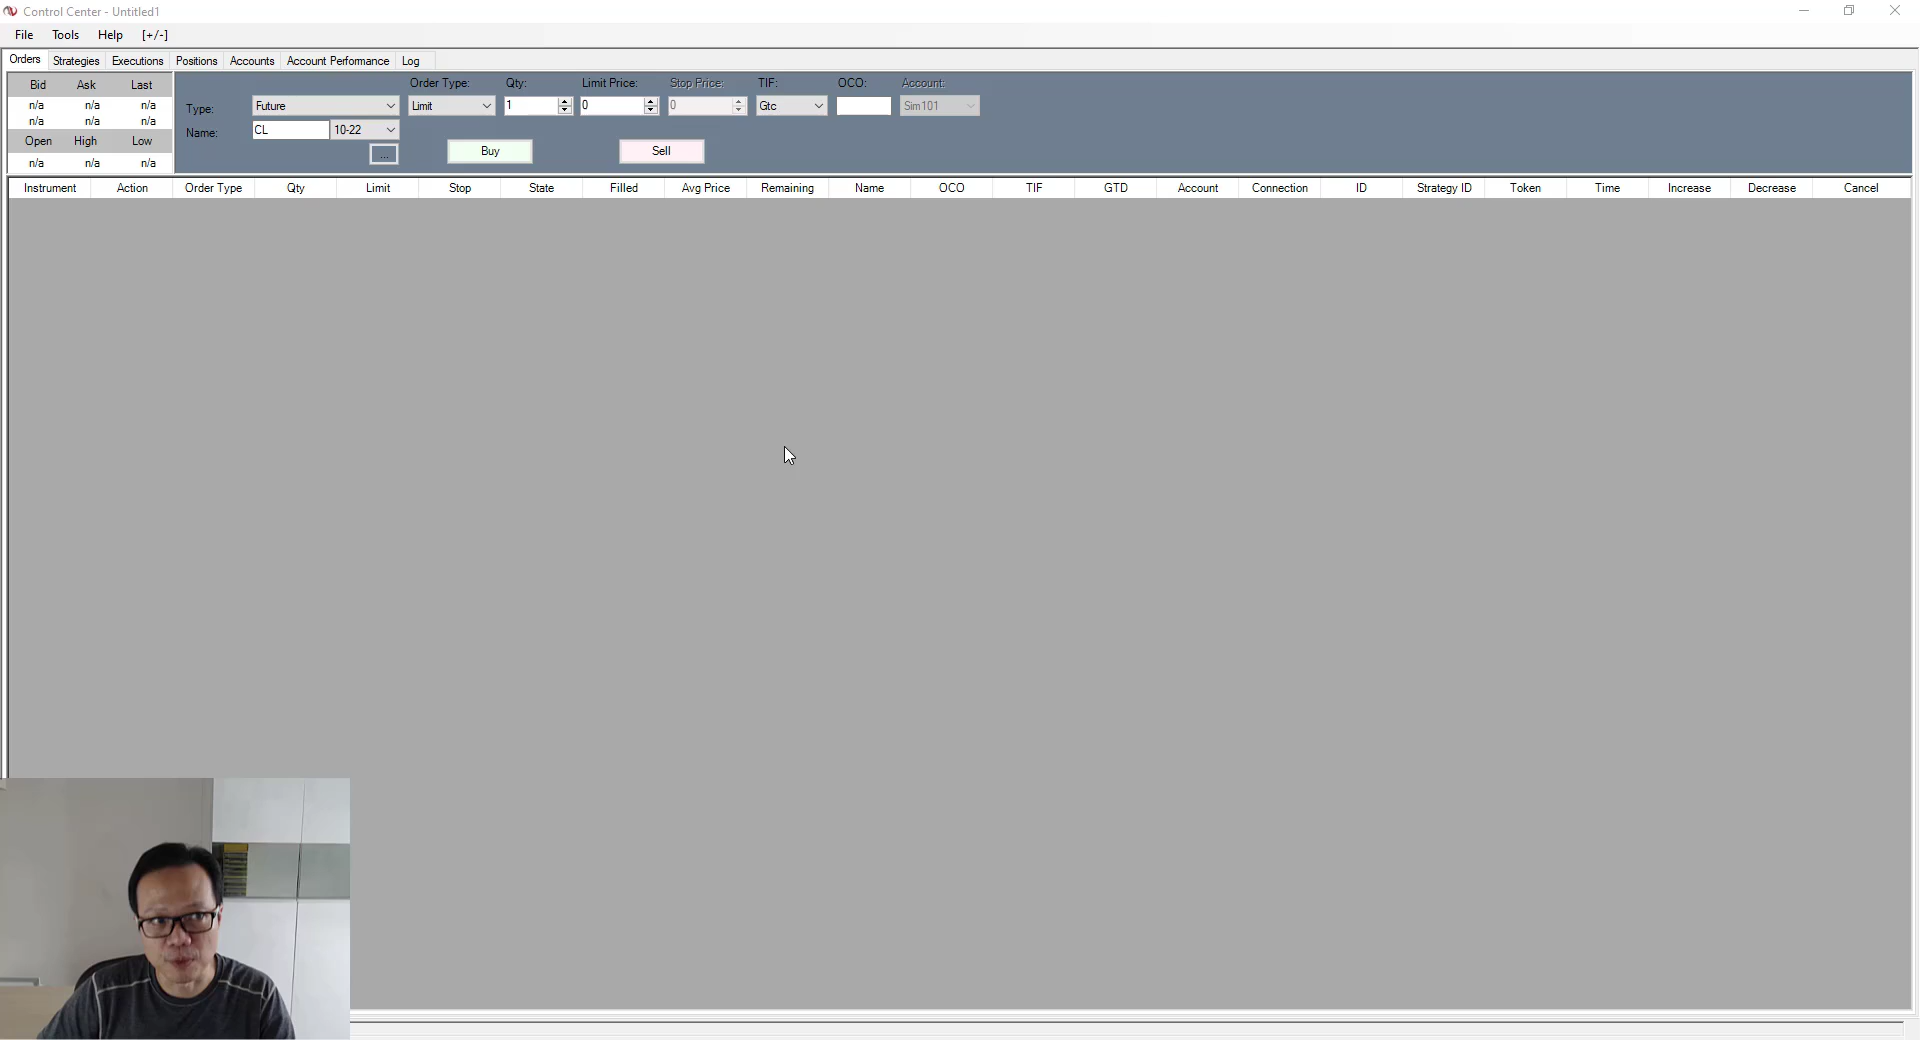 Control Center - Untitled1
File Tools Help [+/-]
Orders Strategies Executions Positions Accounts Account Performance Log
Bid Ask Last
n/a n/a n/a
n/a n/a n/a
Open High Low
n/a n/a n/a
Order Type: Qty: Limit Price: Stop Price: TIF: OCO: Account:
Type: Future Limit 1 0 0 Gtc Sim101
Name: CL 10-22
... Buy Sell
Instrument Action Order Type Qty Limit Stop State Filled Avg Price Remaining Name OCO TIF GTD Account Connection ID Strategy ID Token Time Increase Decrease Cancel